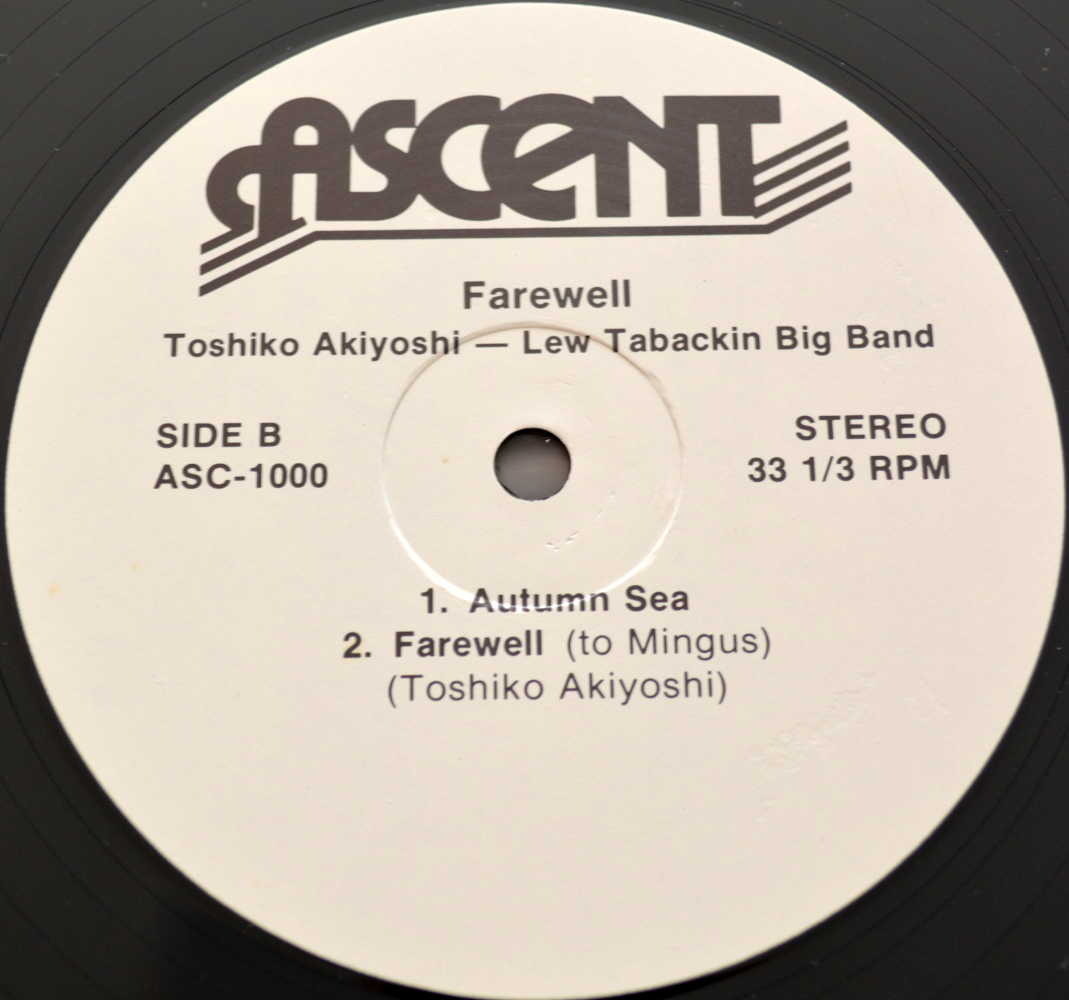 ASCENT
Farewell
Toshiko Akiyoshi — Lew Tabackin Big Band
SIDE B
STEREO
ASC-1000
33 1/3 RPM
1. Autumn Sea
2. Farewell (to Mingus)
(Toshiko Akiyoshi)